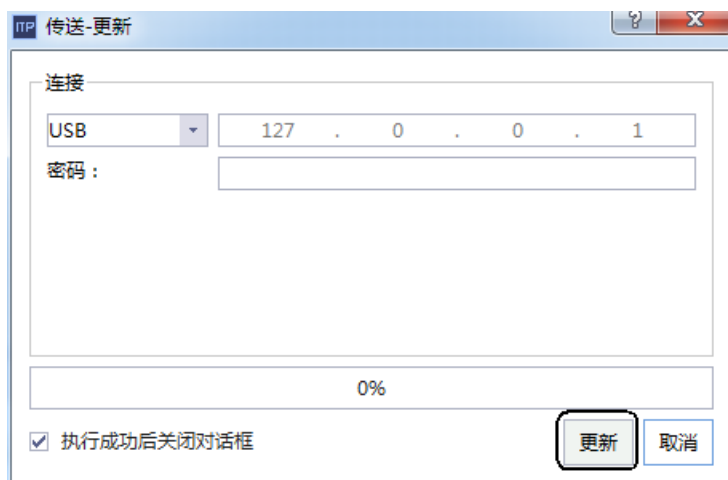 ITP 传送-更新
连接
USB 127 . 0 . 0 . 1
密码：
0%
执行成功后关闭对话框 更新 取消